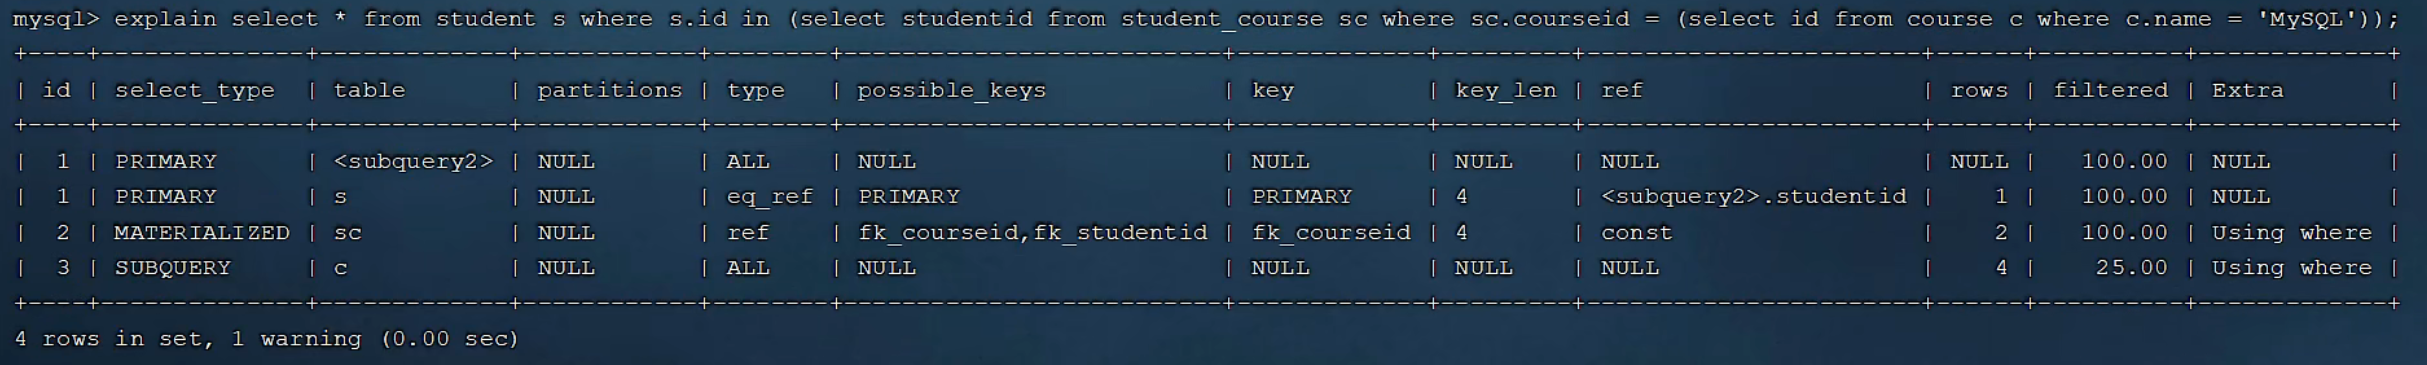 mysql> explain select * from student s where s.id in (select studentid from student_course sc where sc.courseid = (select id from course c where c.name = 'MySQL'));
+----+--------------+-------------+------------+--------+--------------------------+-------------+---------+-----------------------+------+----------+-------------+
| id | select_type  | table       | partitions | type   | possible_keys            | key         | key_len | ref                   | rows | filtered | Extra       |
+----+--------------+-------------+------------+--------+--------------------------+-------------+---------+-----------------------+------+----------+-------------+
|  1 | PRIMARY      | <subquery2> | NULL       | ALL    | NULL                     | NULL        | NULL    | NULL                  | NULL |   100.00 | NULL        |
|  1 | PRIMARY      | s           | NULL       | eq_ref | PRIMARY                  | PRIMARY     | 4       | <subquery2>.studentid |    1 |   100.00 | NULL        |
|  2 | MATERIALIZED | sc          | NULL       | ref    | fk_courseid,fk_studentid | fk_courseid | 4       | const                 |    2 |   100.00 | Using where |
|  3 | SUBQUERY     | c           | NULL       | ALL    | NULL                     | NULL        | NULL    | NULL                  |    4 |    25.00 | Using where |
+----+--------------+-------------+------------+--------+--------------------------+-------------+---------+-----------------------+------+----------+-------------+
4 rows in set, 1 warning (0.00 sec)